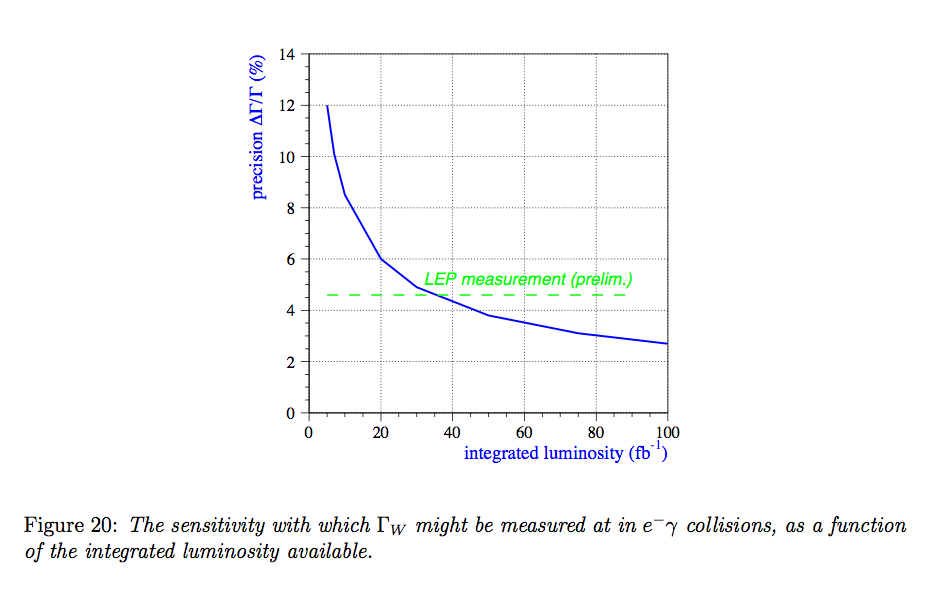 precision ΔΓ/Γ (%)
14
12
10
8
6
4
2
0
LEP measurement (prelim.)
0 20 40 60 80 100
integrated luminosity (fb⁻¹)
Figure 20: The sensitivity with which Γ_W might be measured at in e⁻γ collisions, as a function
of the integrated luminosity available.